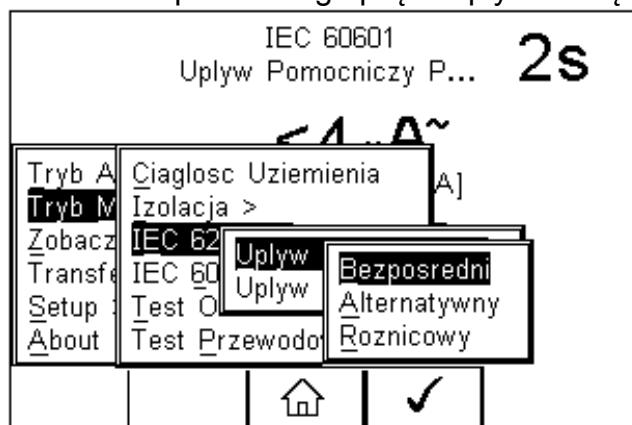 IEC 60601
Uplyw Pomocniczy P...
2s
A~
A]
Tryb A
Tryb M
Zobacz
Transfe
Setup
About
Ciaglosc Uziemienia
Izolacja >
IEC 62
IEC 60
Test O
Test Przewodo
Uplyw
Uplyw
Bezposredni
Alternatywny
Roznicowy